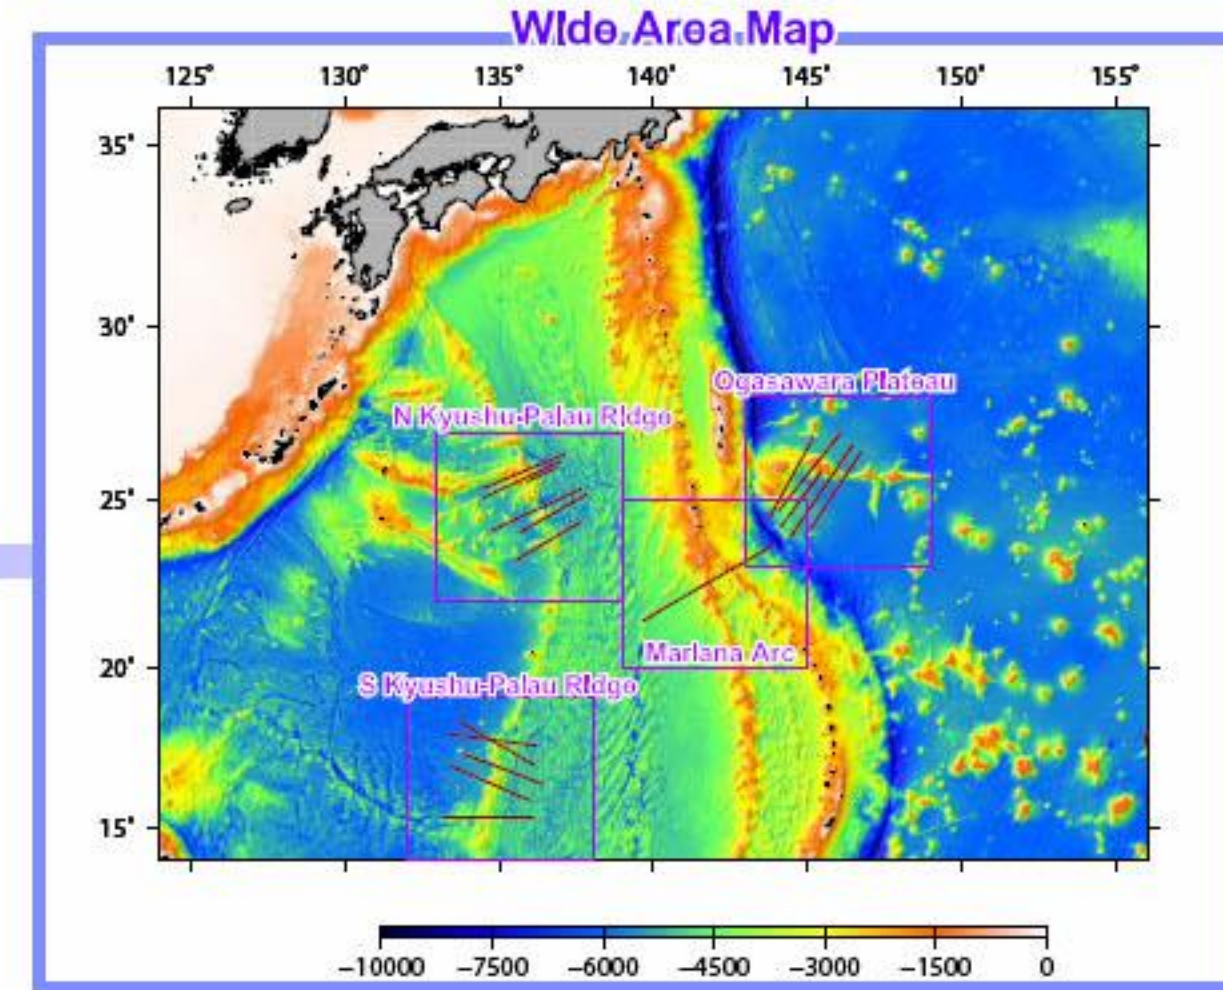 Wide Area Map
125° 130° 135° 140° 145° 150° 155°
35°
30°
Ogasawara Plateau
N Kyushu-Palau Ridge
25°
Mariana Arc
20°
S Kyushu-Palau Ridge
15°
−10000 −7500 −6000 −4500 −3000 −1500 0